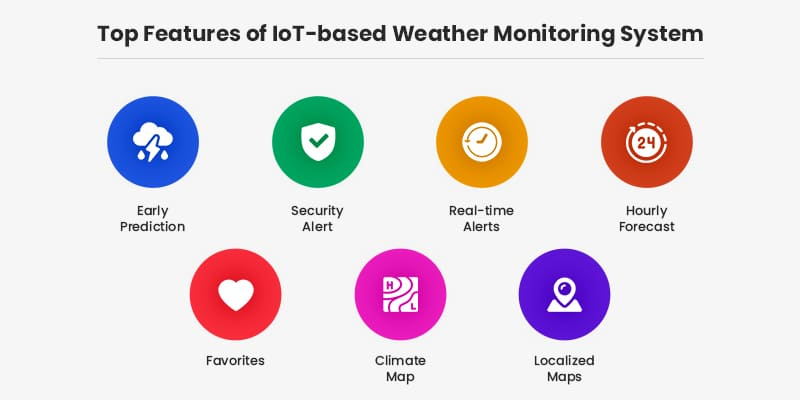 Top Features of IoT-based Weather Monitoring System
Early
Prediction
Security
Alert
Real-time
Alerts
24
Hourly
Forecast
Favorites
H
L
Climate
Map
Localized
Maps